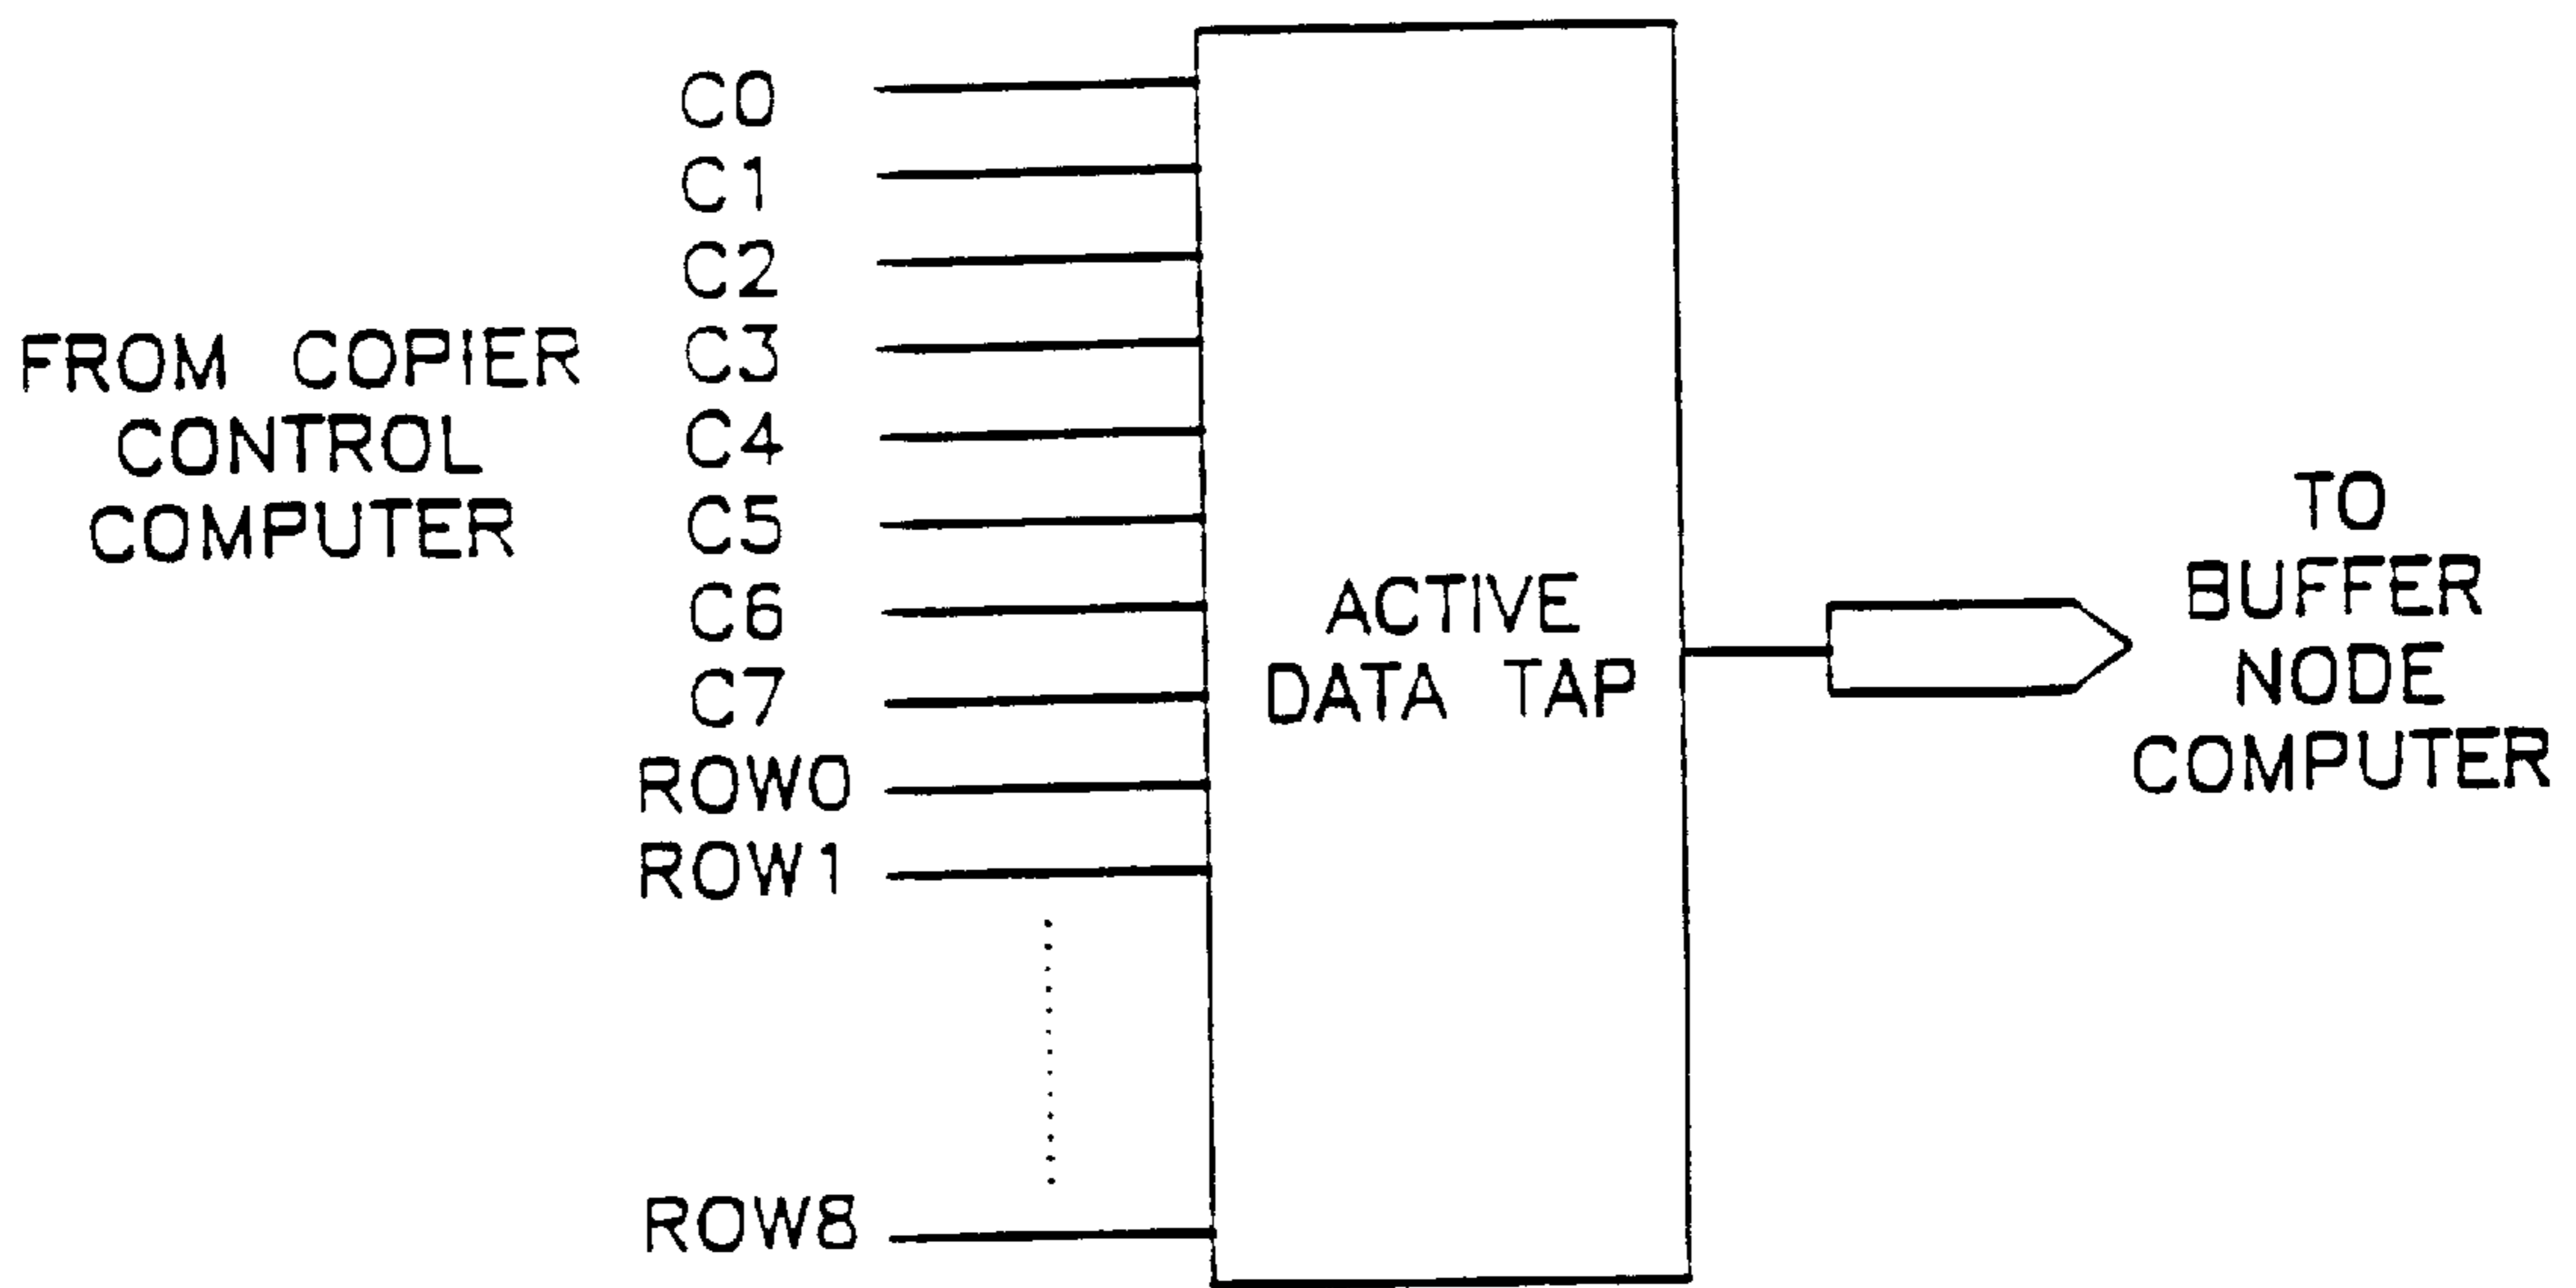 FROM COPIER
CONTROL
COMPUTER
C0
C1
C2
C3
C4
C5
C6
C7
ROW0
ROW1
ROW8
ACTIVE
DATA TAP
TO
BUFFER
NODE
COMPUTER